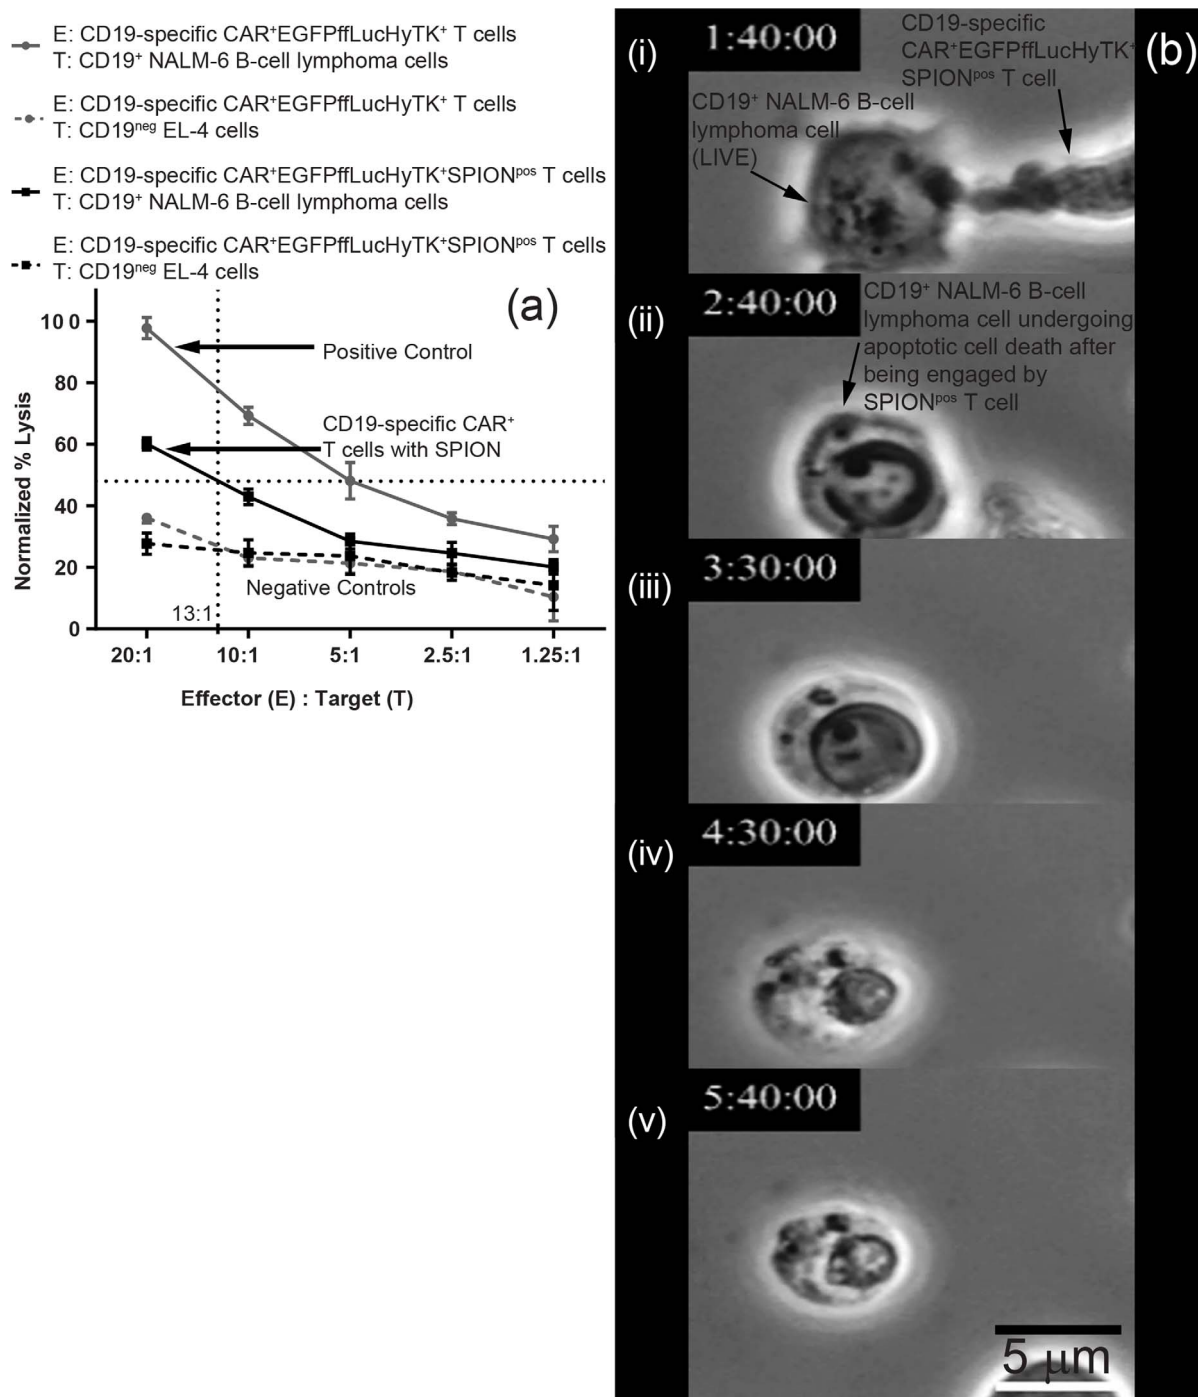 E: CD19-specific CAR⁺EGFPffLucHyTK⁺ T cells
T: CD19⁺ NALM-6 B-cell lymphoma cells
E: CD19-specific CAR⁺EGFPffLucHyTK⁺ T cells
T: CD19ⁿᵉᵍ EL-4 cells
E: CD19-specific CAR⁺EGFPffLucHyTK⁺SPIONᵖᵒˢ T cells
T: CD19⁺ NALM-6 B-cell lymphoma cells
E: CD19-specific CAR⁺EGFPffLucHyTK⁺SPIONᵖᵒˢ T cells
T: CD19ⁿᵉᵍ EL-4 cells
(a)
Normalized % Lysis
100
80
60
40
20
0
Positive Control
CD19-specific CAR⁺
T cells with SPION
Negative Controls
13:1
20:1 10:1 5:1 2.5:1 1.25:1
Effector (E) : Target (T)
(b)
(i)
1:40:00
CD19-specific
CAR⁺EGFPffLucHyTK⁺
SPIONᵖᵒˢ T cell
CD19⁺ NALM-6 B-cell
lymphoma cell
(LIVE)
(ii)
2:40:00
CD19⁺ NALM-6 B-cell
lymphoma cell undergoing
apoptotic cell death after
being engaged by
SPIONᵖᵒˢ T cell
(iii)
3:30:00
(iv)
4:30:00
(v)
5:40:00
5 μm